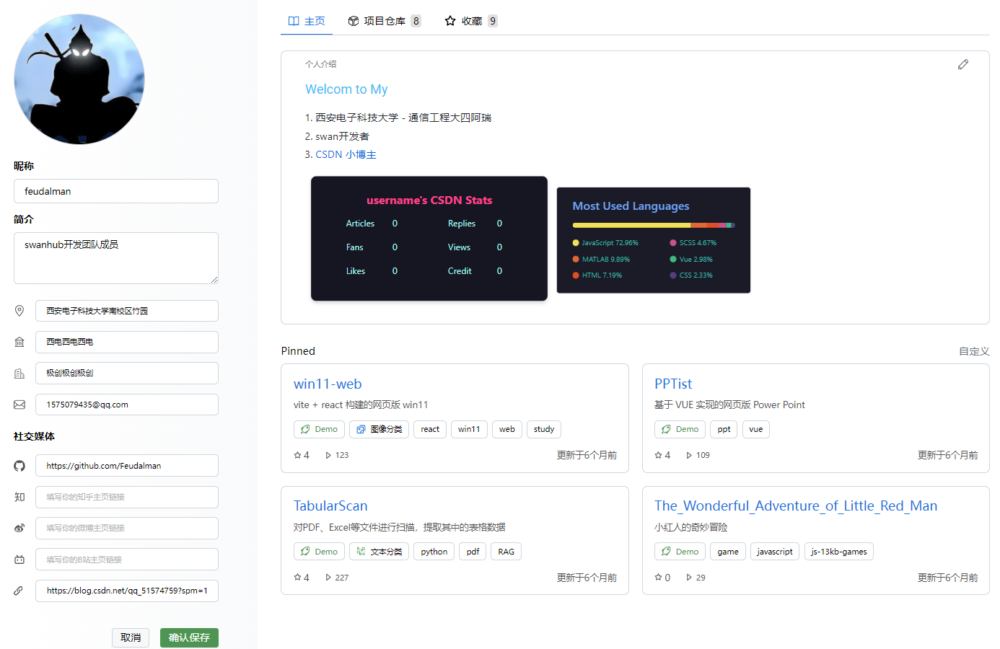 主页
项目仓库 8
收藏 9
昵称
feudalman
简介
swanhub开发团队成员
西安电子科技大学南校区竹园
西电西电西电
极创极创极创
1575079435@qq.com
社交媒体
https://github.com/Feudalman
知
填写你的知乎主页链接
填写你的微博主页链接
填写你的B站主页链接
https://blog.csdn.net/qq_51574759?spm=1
取消
确认保存
个人介绍
Welcom to My
1. 西安电子科技大学 - 通信工程大四阿瑞
2. swan开发者
3. CSDN 小博主
username's CSDN Stats
Articles 0 Replies 0
Fans 0 Views 0
Likes 0 Credit 0
Most Used Languages
JavaScript 72.96% SCSS 4.67%
MATLAB 9.89% Vue 2.98%
HTML 7.19% CSS 2.33%
Pinned
自定义
win11-web
vite + react 构建的网页版 win11
Demo 图像分类 react win11 web study
4 123 更新于6个月前
PPTist
基于 VUE 实现的网页版 Power Point
Demo ppt vue
4 109 更新于6个月前
TabularScan
对PDF、Excel等文件进行扫描，提取其中的表格数据
Demo 文本分类 python pdf RAG
4 227 更新于6个月前
The_Wonderful_Adventure_of_Little_Red_Man
小红人的奇妙冒险
Demo game javascript js-13kb-games
0 29 更新于6个月前